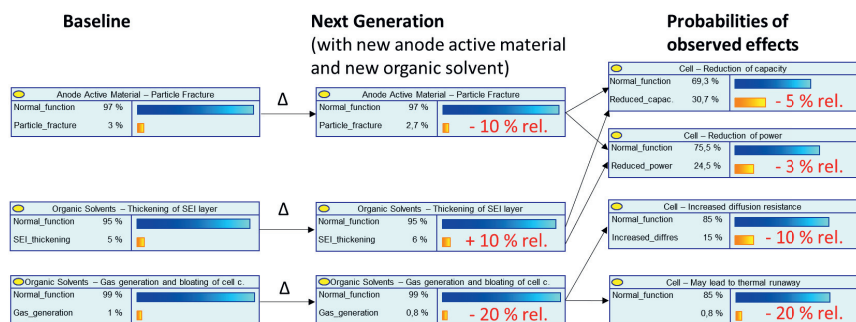 Baseline
Next Generation
(with new anode active material
and new organic solvent)
Probabilities of
observed effects
Anode Active Material – Particle Fracture
Normal_function 97 %
Particle_fracture 3 %
Δ
Anode Active Material – Particle Fracture
Normal_function 97 %
Particle_fracture 2,7 %
- 10 % rel.
Cell – Reduction of capacity
Normal_function 69,3 %
Reduced_capac. 30,7 %
- 5 % rel.
Cell – Reduction of power
Normal_function 75,5 %
Reduced_power 24,5 %
- 3 % rel.
Organic Solvents – Thickening of SEI layer
Normal_function 95 %
SEI_thickening 5 %
Δ
Organic Solvents – Thickening of SEI layer
Normal_function 95 %
SEI_thickening 6 %
+ 10 % rel.
Cell – Increased diffusion resistance
Normal_function 85 %
Increased_diffres 15 %
- 10 % rel.
Organic Solvents – Gas generation and bloating of cell c.
Normal_function 99 %
Gas_generation 1 %
Δ
Organic Solvents – Gas generation and bloating of cell c.
Normal_function 99 %
Gas_generation 0,8 %
- 20 % rel.
Cell – May lead to thermal runaway
Normal_function 85 %
0,8 %
- 20 % rel.